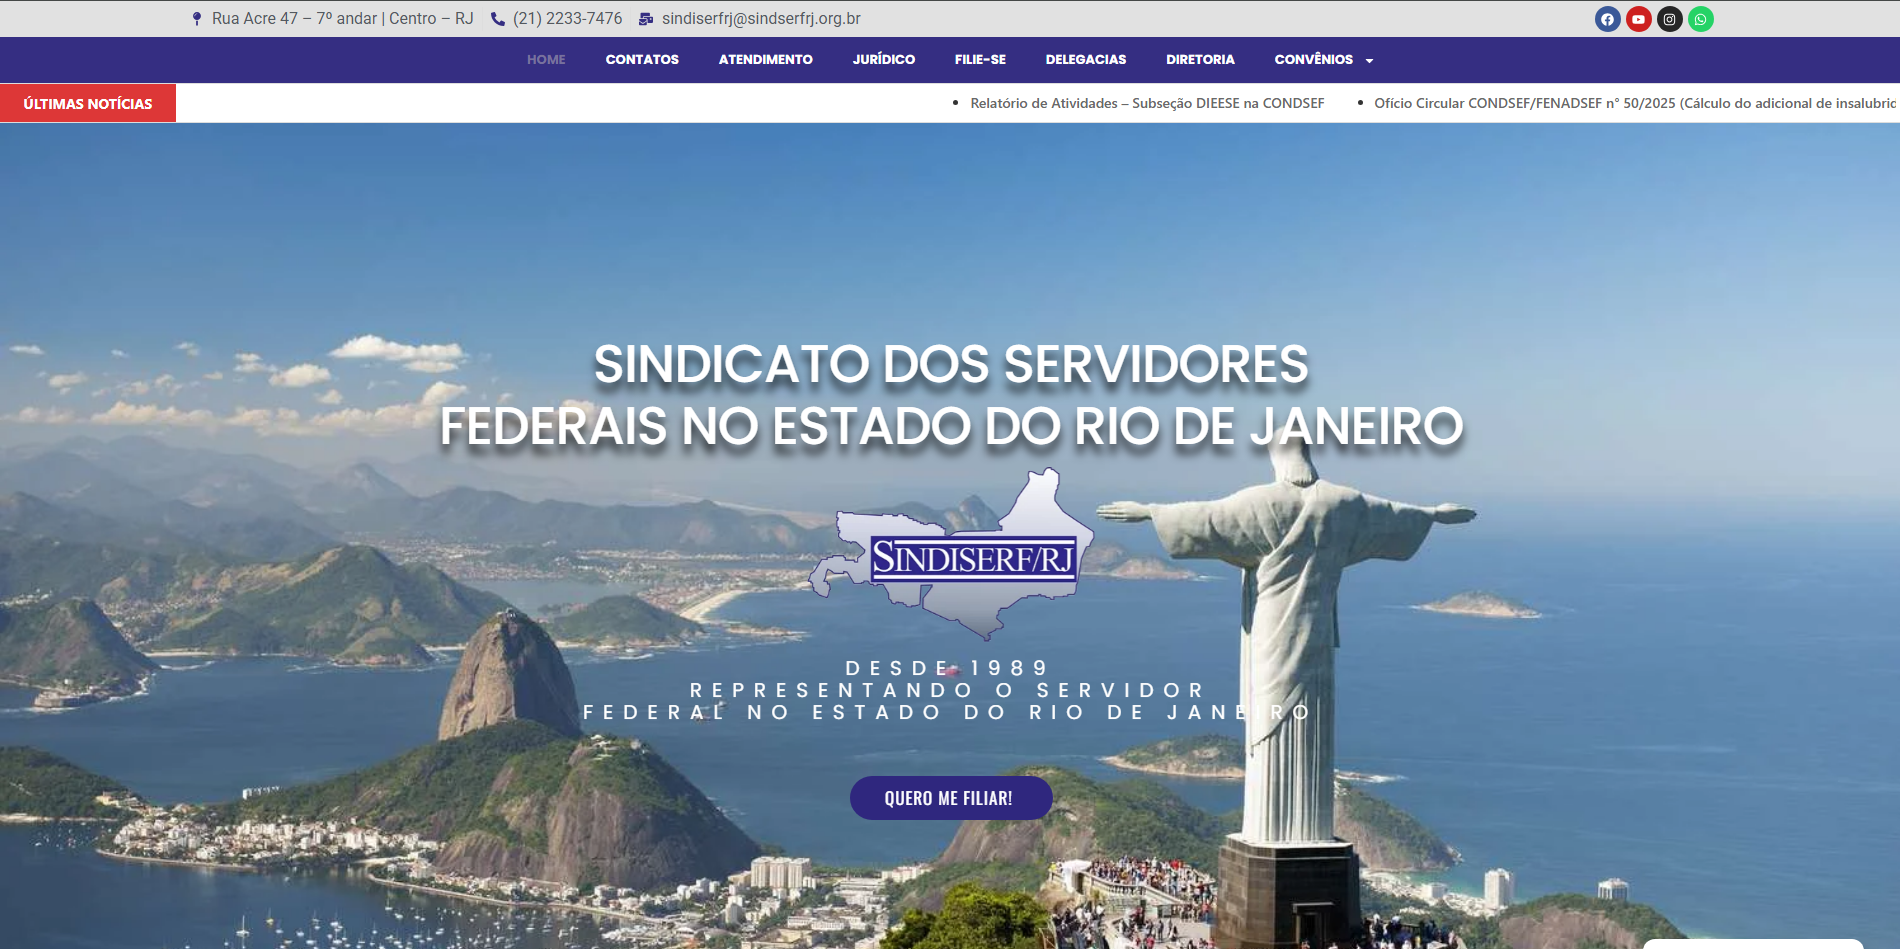 Rua Acre 47 – 7º andar | Centro – RJ (21) 2233-7476 sindiserfrj@sindserfrj.org.br
HOME CONTATOS ATENDIMENTO JURÍDICO FILIE-SE DELEGACIAS DIRETORIA CONVÊNIOS
ÚLTIMAS NOTÍCIAS • Relatório de Atividades – Subseção DIEESE na CONDSEF • Ofício Circular CONDSEF/FENADSEF n° 50/2025 (Cálculo do adicional de insalubric
SINDICATO DOS SERVIDORES
FEDERAIS NO ESTADO DO RIO DE JANEIRO
SINDISERF/RJ
DESDE 1989
REPRESENTANDO O SERVIDOR
FEDERAL NO ESTADO DO RIO DE JANEIRO
QUERO ME FILIAR!